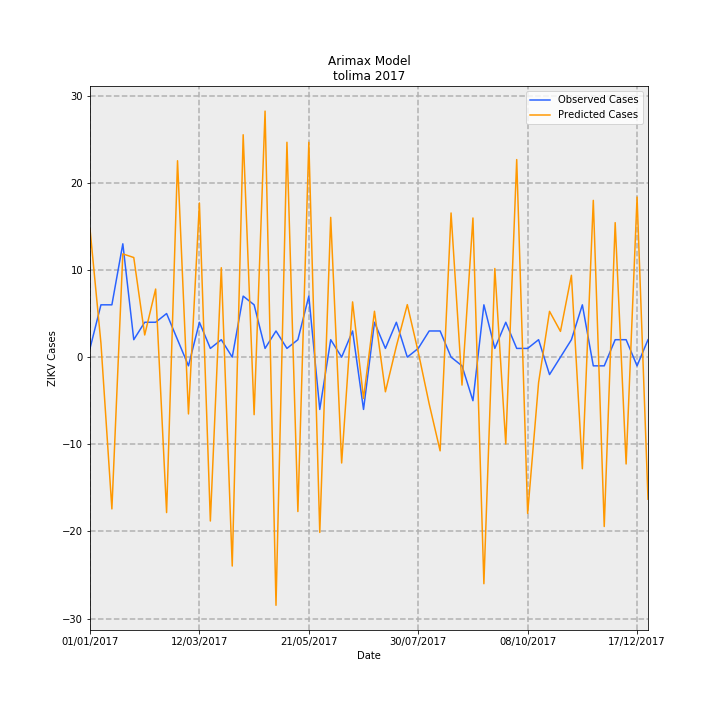 Arimax Model
tolima 2017
Observed Cases
Predicted Cases
30
20
10
0
−10
−20
−30
ZIKV Cases
01/01/2017 12/03/2017 21/05/2017 30/07/2017 08/10/2017 17/12/2017
Date